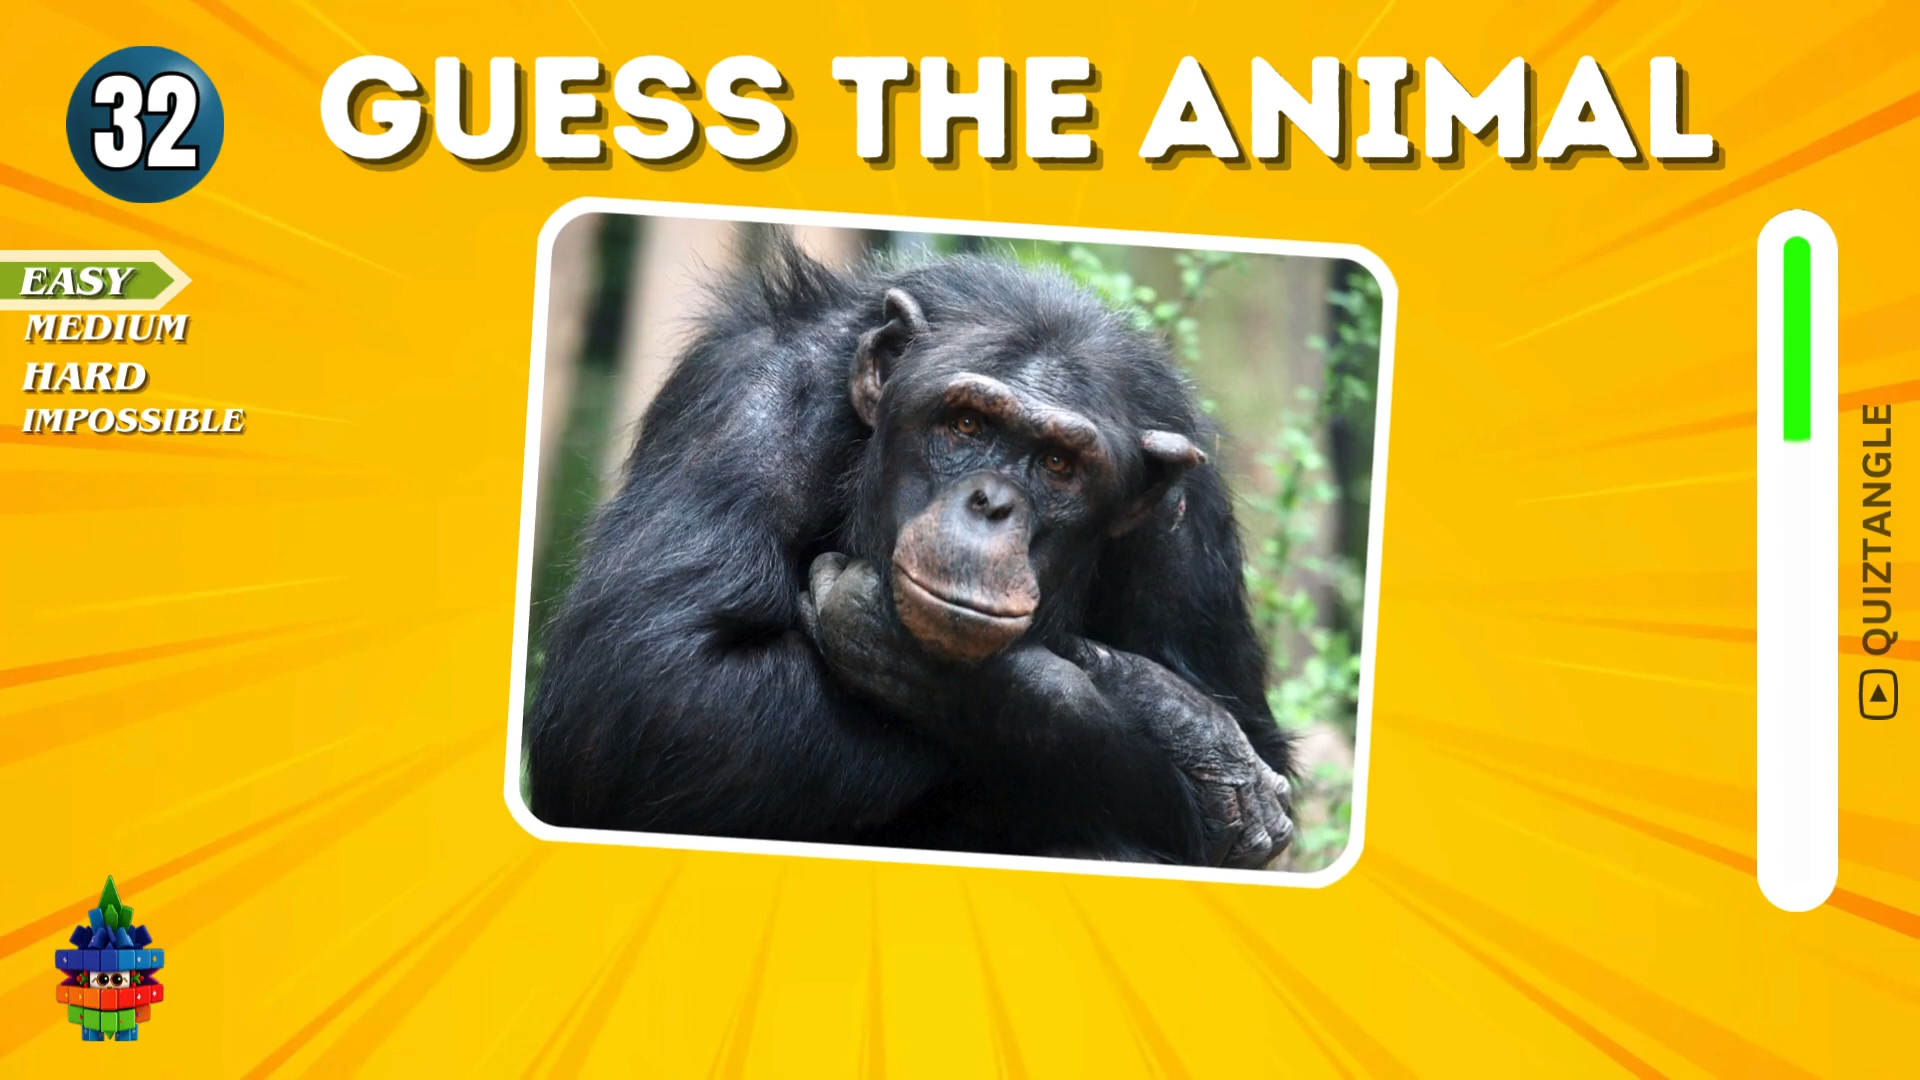 32
GUESS THE ANIMAL
EASY
MEDIUM
HARD
IMPOSSIBLE
QUIZTANGLE